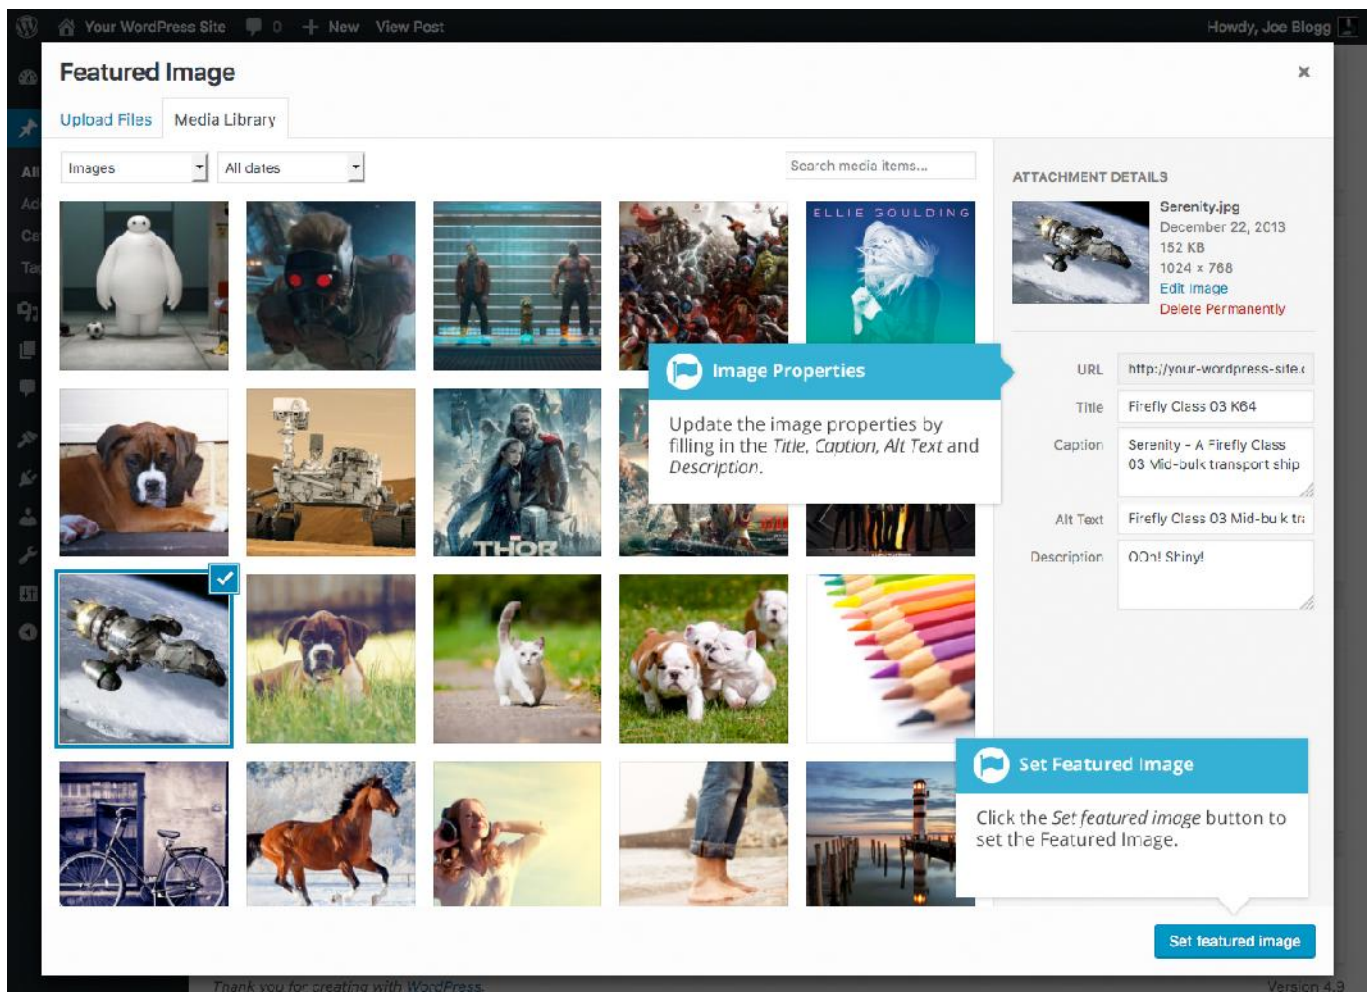 Your WordPress Site 0 New View Post Howdy, Joe Blogg
Featured Image
Upload Files Media Library
Images All dates Search media items...
ELLIE GOULDING
THOR
ATTACHMENT DETAILS
Serenity.jpg
December 22, 2013
152 KB
1024 × 768
Edit Image
Delete Permanently
Image Properties
Update the image properties by
filling in the Title, Caption, Alt Text and
Description.
URL http://your-wordpress-site.c
Title Firefly Class 03 K64
Caption Serenity - A Firefly Class
03 Mid-bulk transport ship
Alt Text Firefly Class 03 Mid-bulk tra
Description OOh! Shiny!
Set Featured Image
Click the Set featured image button to
set the Featured Image.
Set featured image
All
Thank you for creating with WordPress. Version 4.9